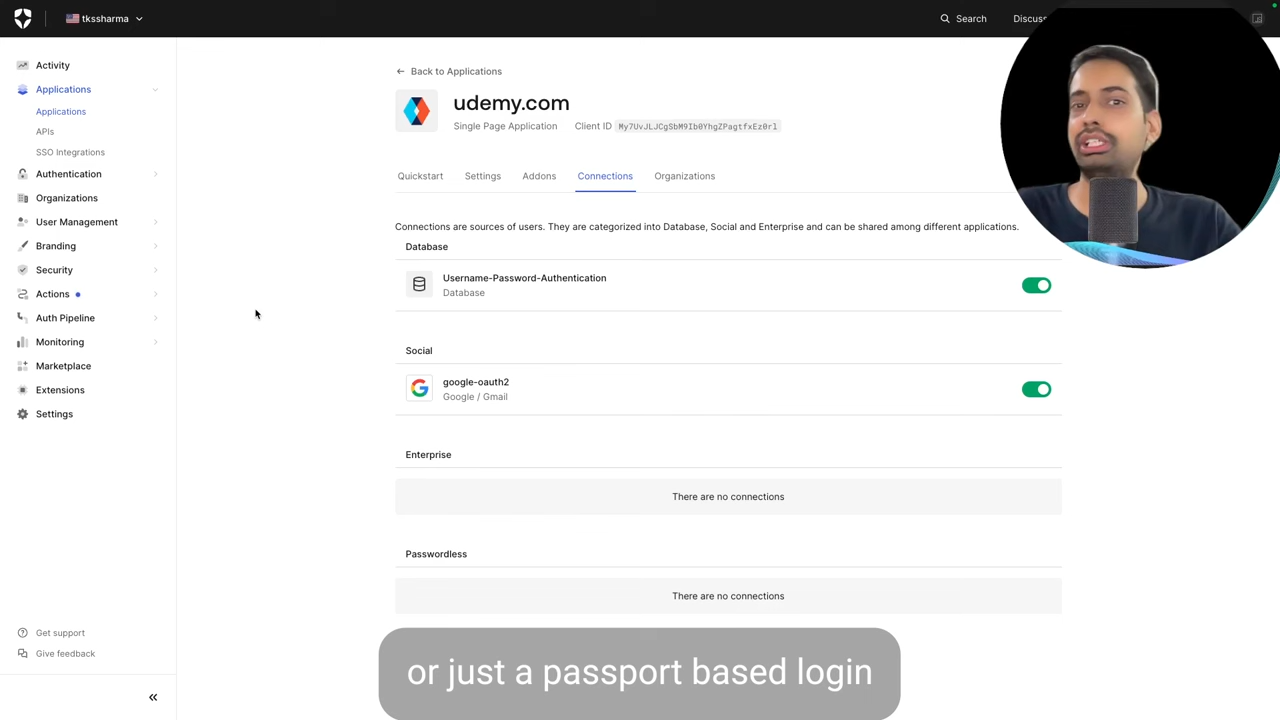 tkssharma
Search
Discuss
Activity
Applications
Applications
APIs
SSO Integrations
Authentication
Organizations
User Management
Branding
Security
Actions
Auth Pipeline
Monitoring
Marketplace
Extensions
Settings
Get support
Give feedback
Back to Applications
udemy.com
Single Page Application Client ID My7UvJLJCgSbM9Ib0YhgZPagtfxEz0rl
Quickstart Settings Addons Connections Organizations
Connections are sources of users. They are categorized into Database, Social and Enterprise and can be shared among different applications.
Database
Username-Password-Authentication
Database
Social
google-oauth2
Google / Gmail
Enterprise
There are no connections
Passwordless
There are no connections
or just a passport based login